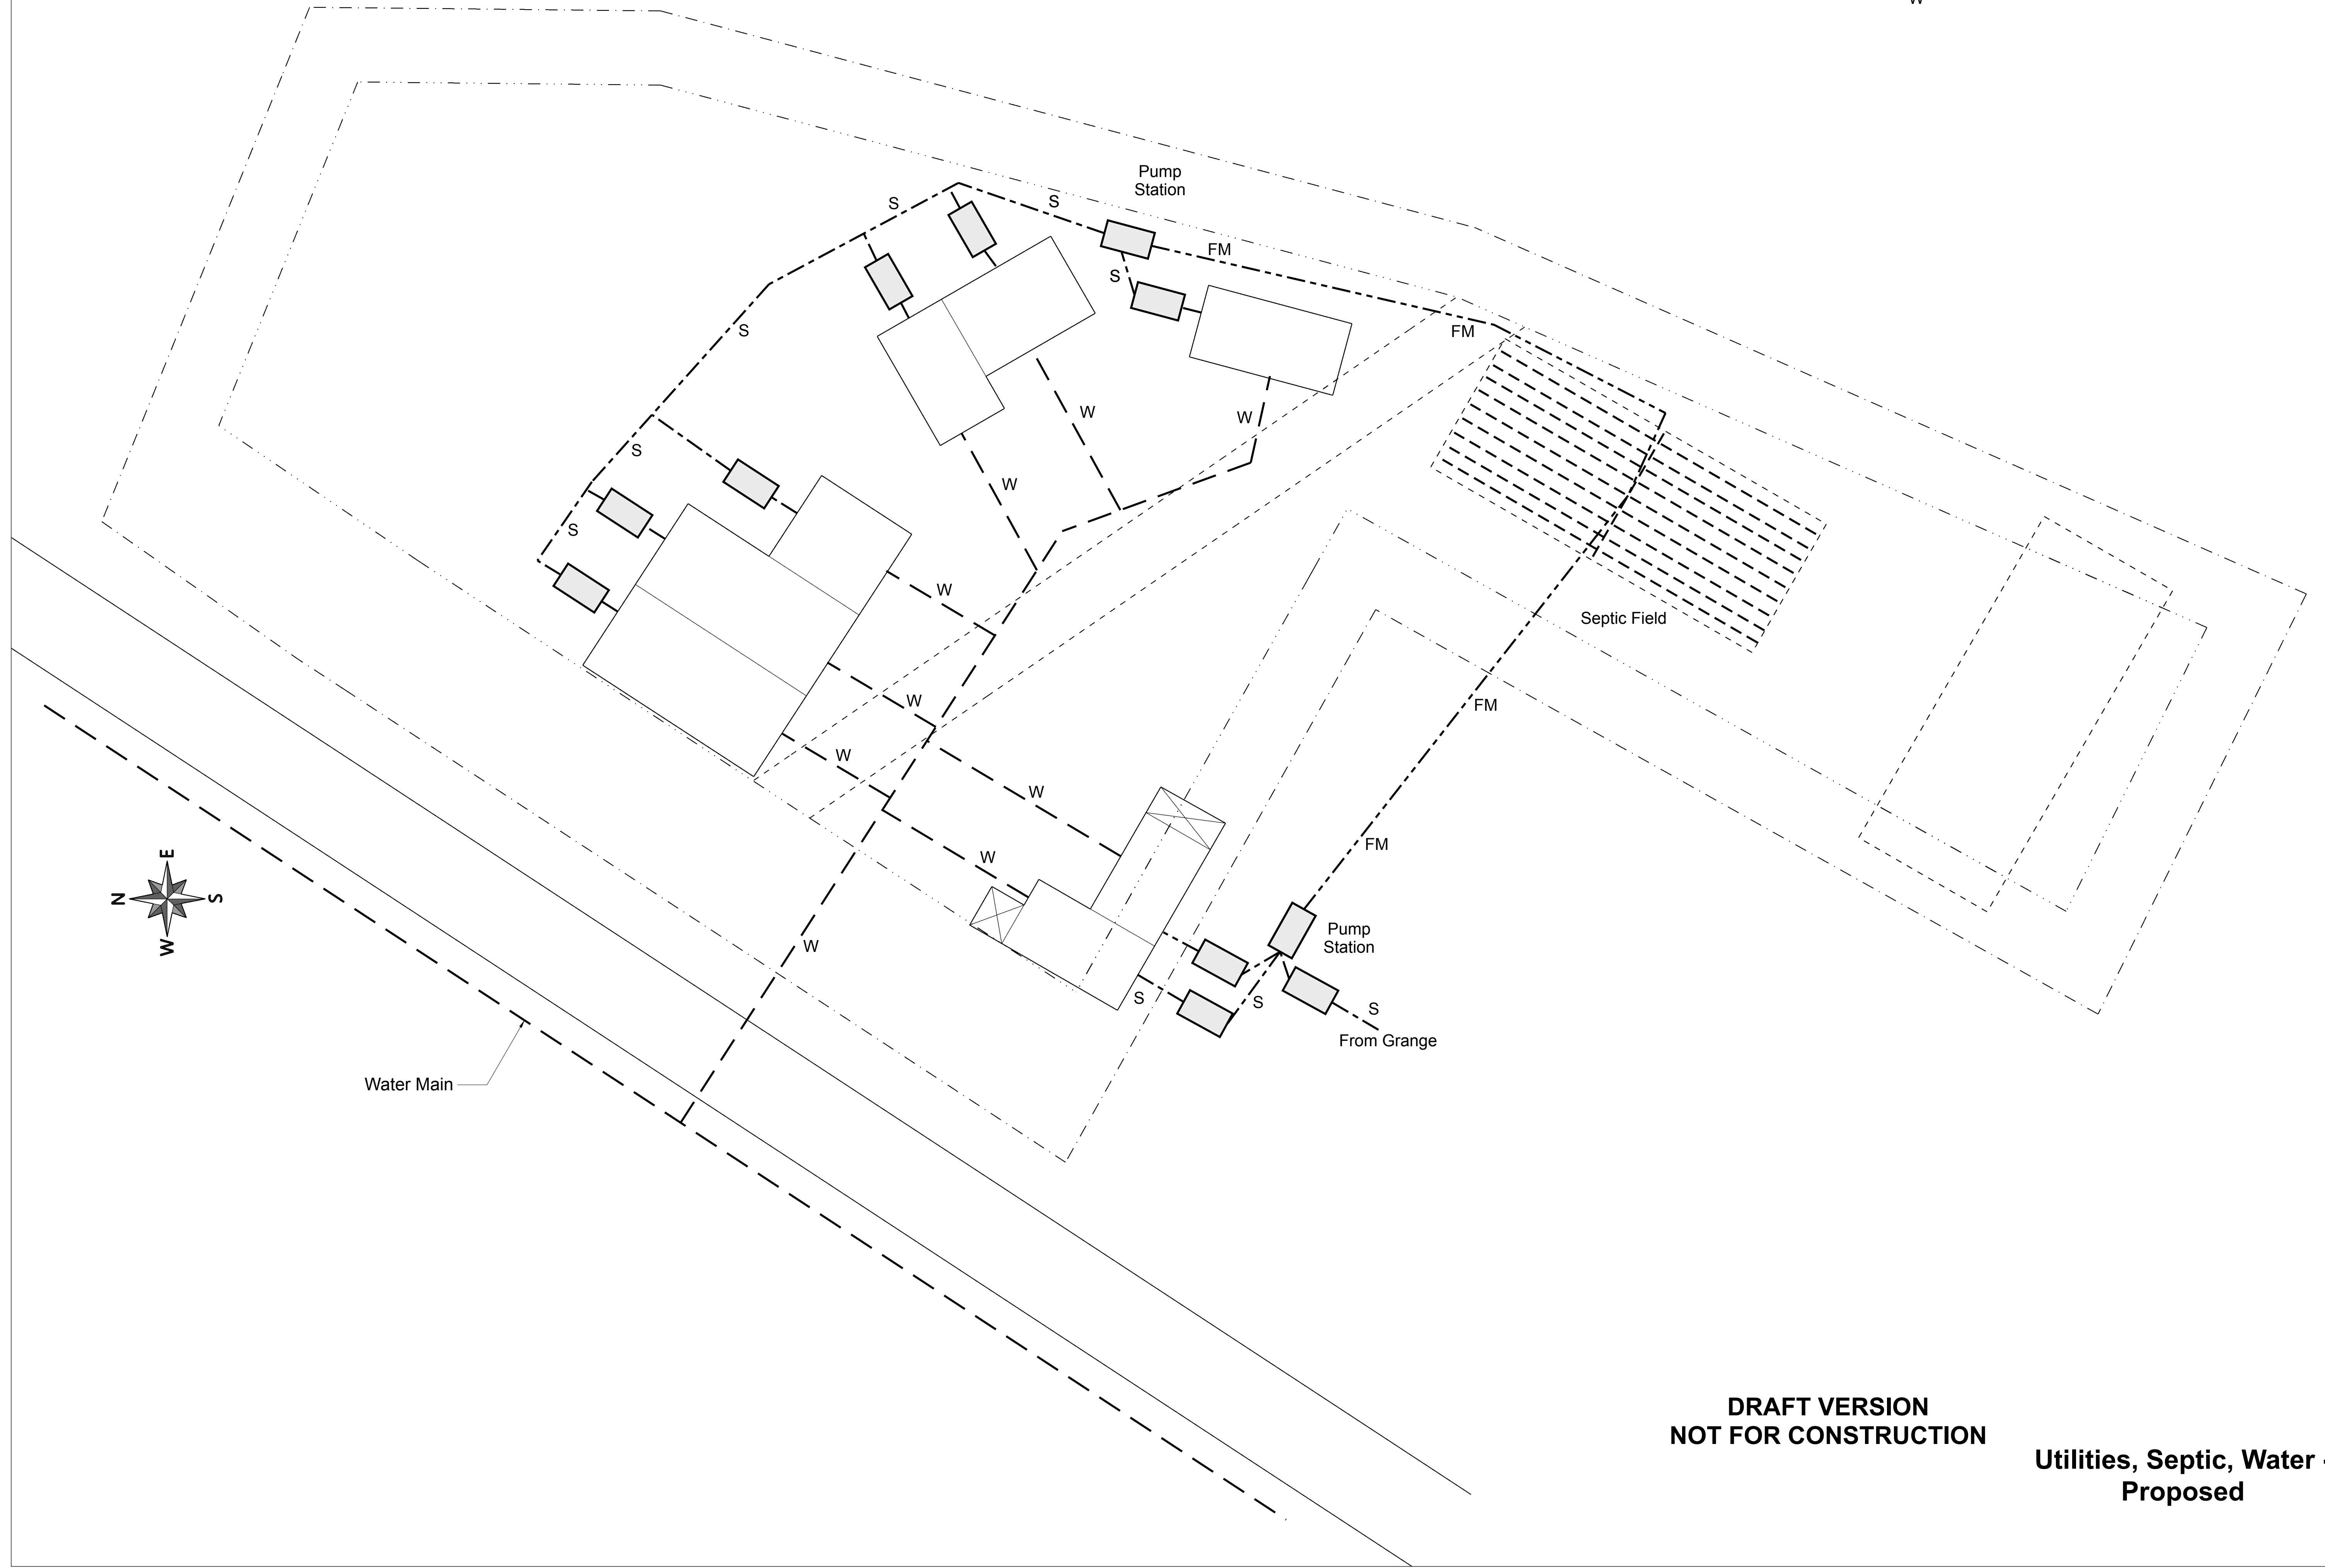 W
Pump
Station
S
S
FM
S
S
FM
W
W
S
W
S
W
Septic Field
W
FM
W
W
FM
W
E
N
S
W
W
Pump
Station
S
S
S
From Grange
Water Main
DRAFT VERSION
NOT FOR CONSTRUCTION
Utilities, Septic, Water -
Proposed